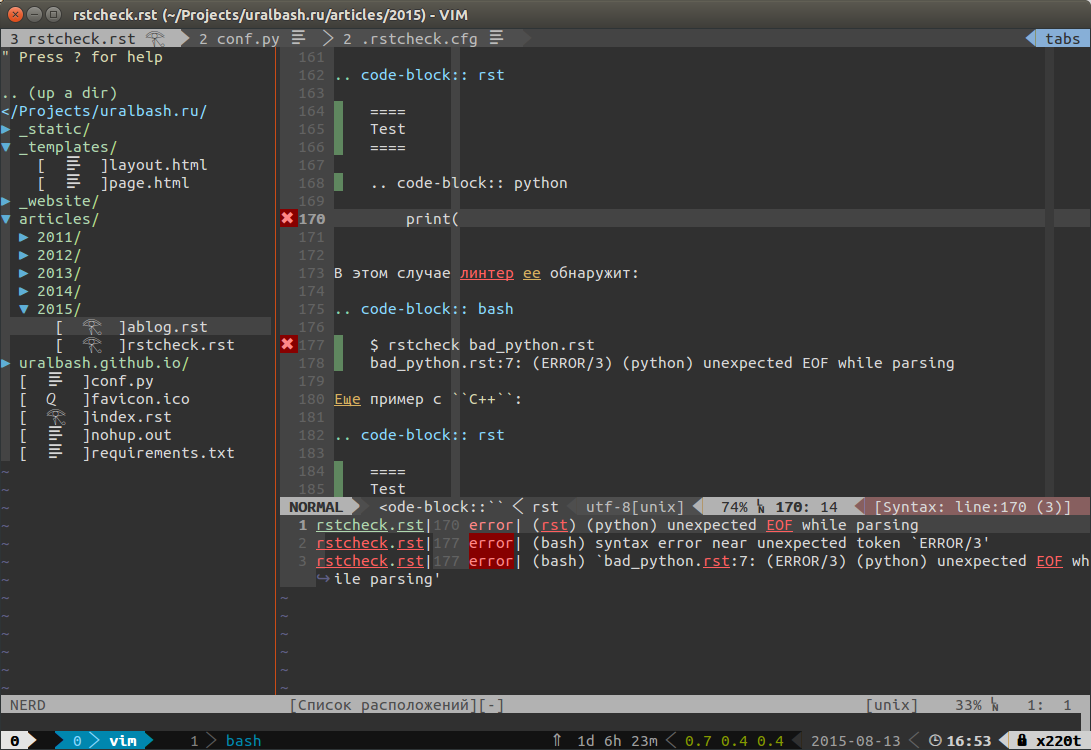 rstcheck.rst (~/Projects/uralbash.ru/articles/2015) - VIM
3 rstcheck.rst 2 conf.py 2 .rstcheck.cfg tabs
" Press ? for help
.. (up a dir)
</Projects/uralbash.ru/
▶ _static/
▼ _templates/
[ ]layout.html
[ ]page.html
▶ _website/
▼ articles/
▶ 2011/
▶ 2012/
▶ 2013/
▶ 2014/
▼ 2015/
[ ]ablog.rst
[ ]rstcheck.rst
▶ uralbash.github.io/
[ ]conf.py
[ ]favicon.ico
[ ]index.rst
[ ]nohup.out
[ ]requirements.txt
161
162 .. code-block:: rst
163
164 ====
165 Test
166 ====
167
168 .. code-block:: python
169
170 print(
171
172
173 В этом случае линтер ее обнаружит:
174
175 .. code-block:: bash
176
177 $ rstcheck bad_python.rst
178 bad_python.rst:7: (ERROR/3) (python) unexpected EOF while parsing
179
180 Еще пример с ``C++``:
181
182 .. code-block:: rst
183
184 ====
185 Test
NORMAL <ode-block::`` rst utf-8[unix] 74% 170: 14 [Syntax: line:170 (3)]
1 rstcheck.rst|170 error| (rst) (python) unexpected EOF while parsing
2 rstcheck.rst|177 error| (bash) syntax error near unexpected token `ERROR/3'
3 rstcheck.rst|177 error| (bash) `bad_python.rst:7: (ERROR/3) (python) unexpected EOF wh
↪ ile parsing'
NERD [Список расположений][-] [unix] 33% 1: 1
0 0 vim 1 bash ⇑ 1d 6h 23m 0.7 0.4 0.4 2015-08-13 16:53 x220t